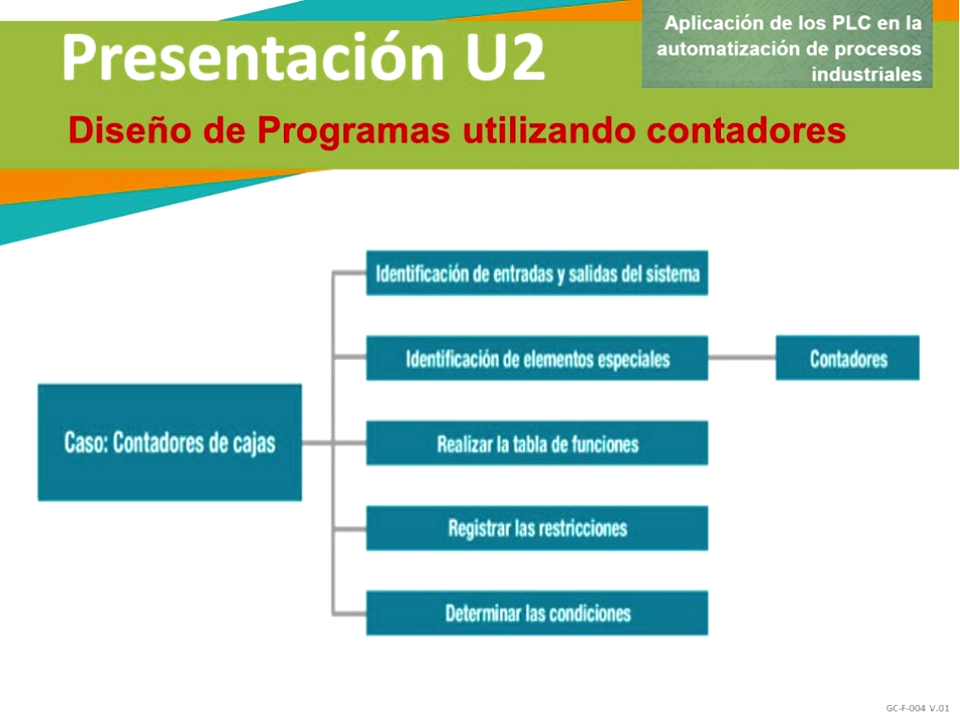 Aplicación de los PLC en la
automatización de procesos
industriales
Presentación U2
Diseño de Programas utilizando contadores
Identificación de entradas y salidas del sistema
Identificación de elementos especiales
Contadores
Caso: Contadores de cajas
Realizar la tabla de funciones
Registrar las restricciones
Determinar las condiciones
GC-F-004 V.01